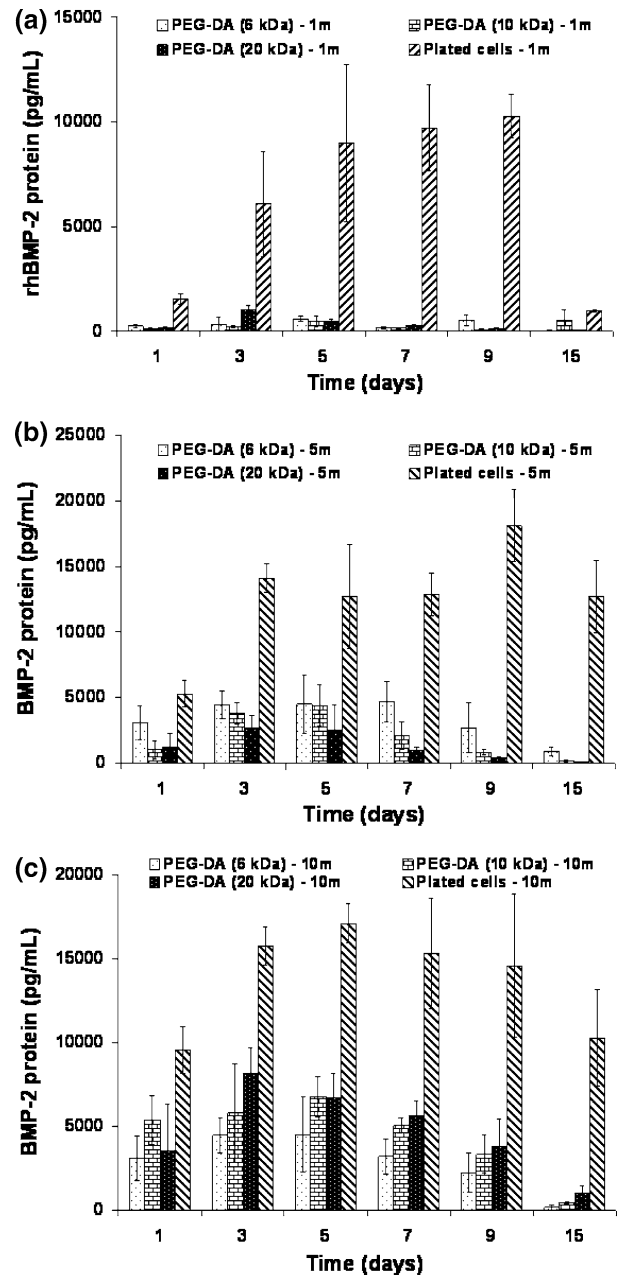 (a)
PEG-DA (6 kDa) - 1m
PEG-DA (10 kDa) - 1m
PEG-DA (20 kDa) - 1m
Plated cells - 1m
rhBMP-2 protein (pg/mL)
15000
10000
5000
0
1 3 5 7 9 15
Time (days)
(b)
PEG-DA (6 kDa) - 5m
PEG-DA (10 kDa) - 5m
PEG-DA (20 kDa) - 5m
Plated cells - 5m
BMP-2 protein (pg/mL)
25000
20000
15000
10000
5000
0
1 3 5 7 9 15
Time (days)
(c)
PEG-DA (6 kDa) - 10m
PEG-DA (10 kDa) - 10m
PEG-DA (20 kDa) - 10m
Plated cells - 10m
BMP-2 protein (pg/mL)
20000
15000
10000
5000
0
1 3 5 7 9 15
Time (days)